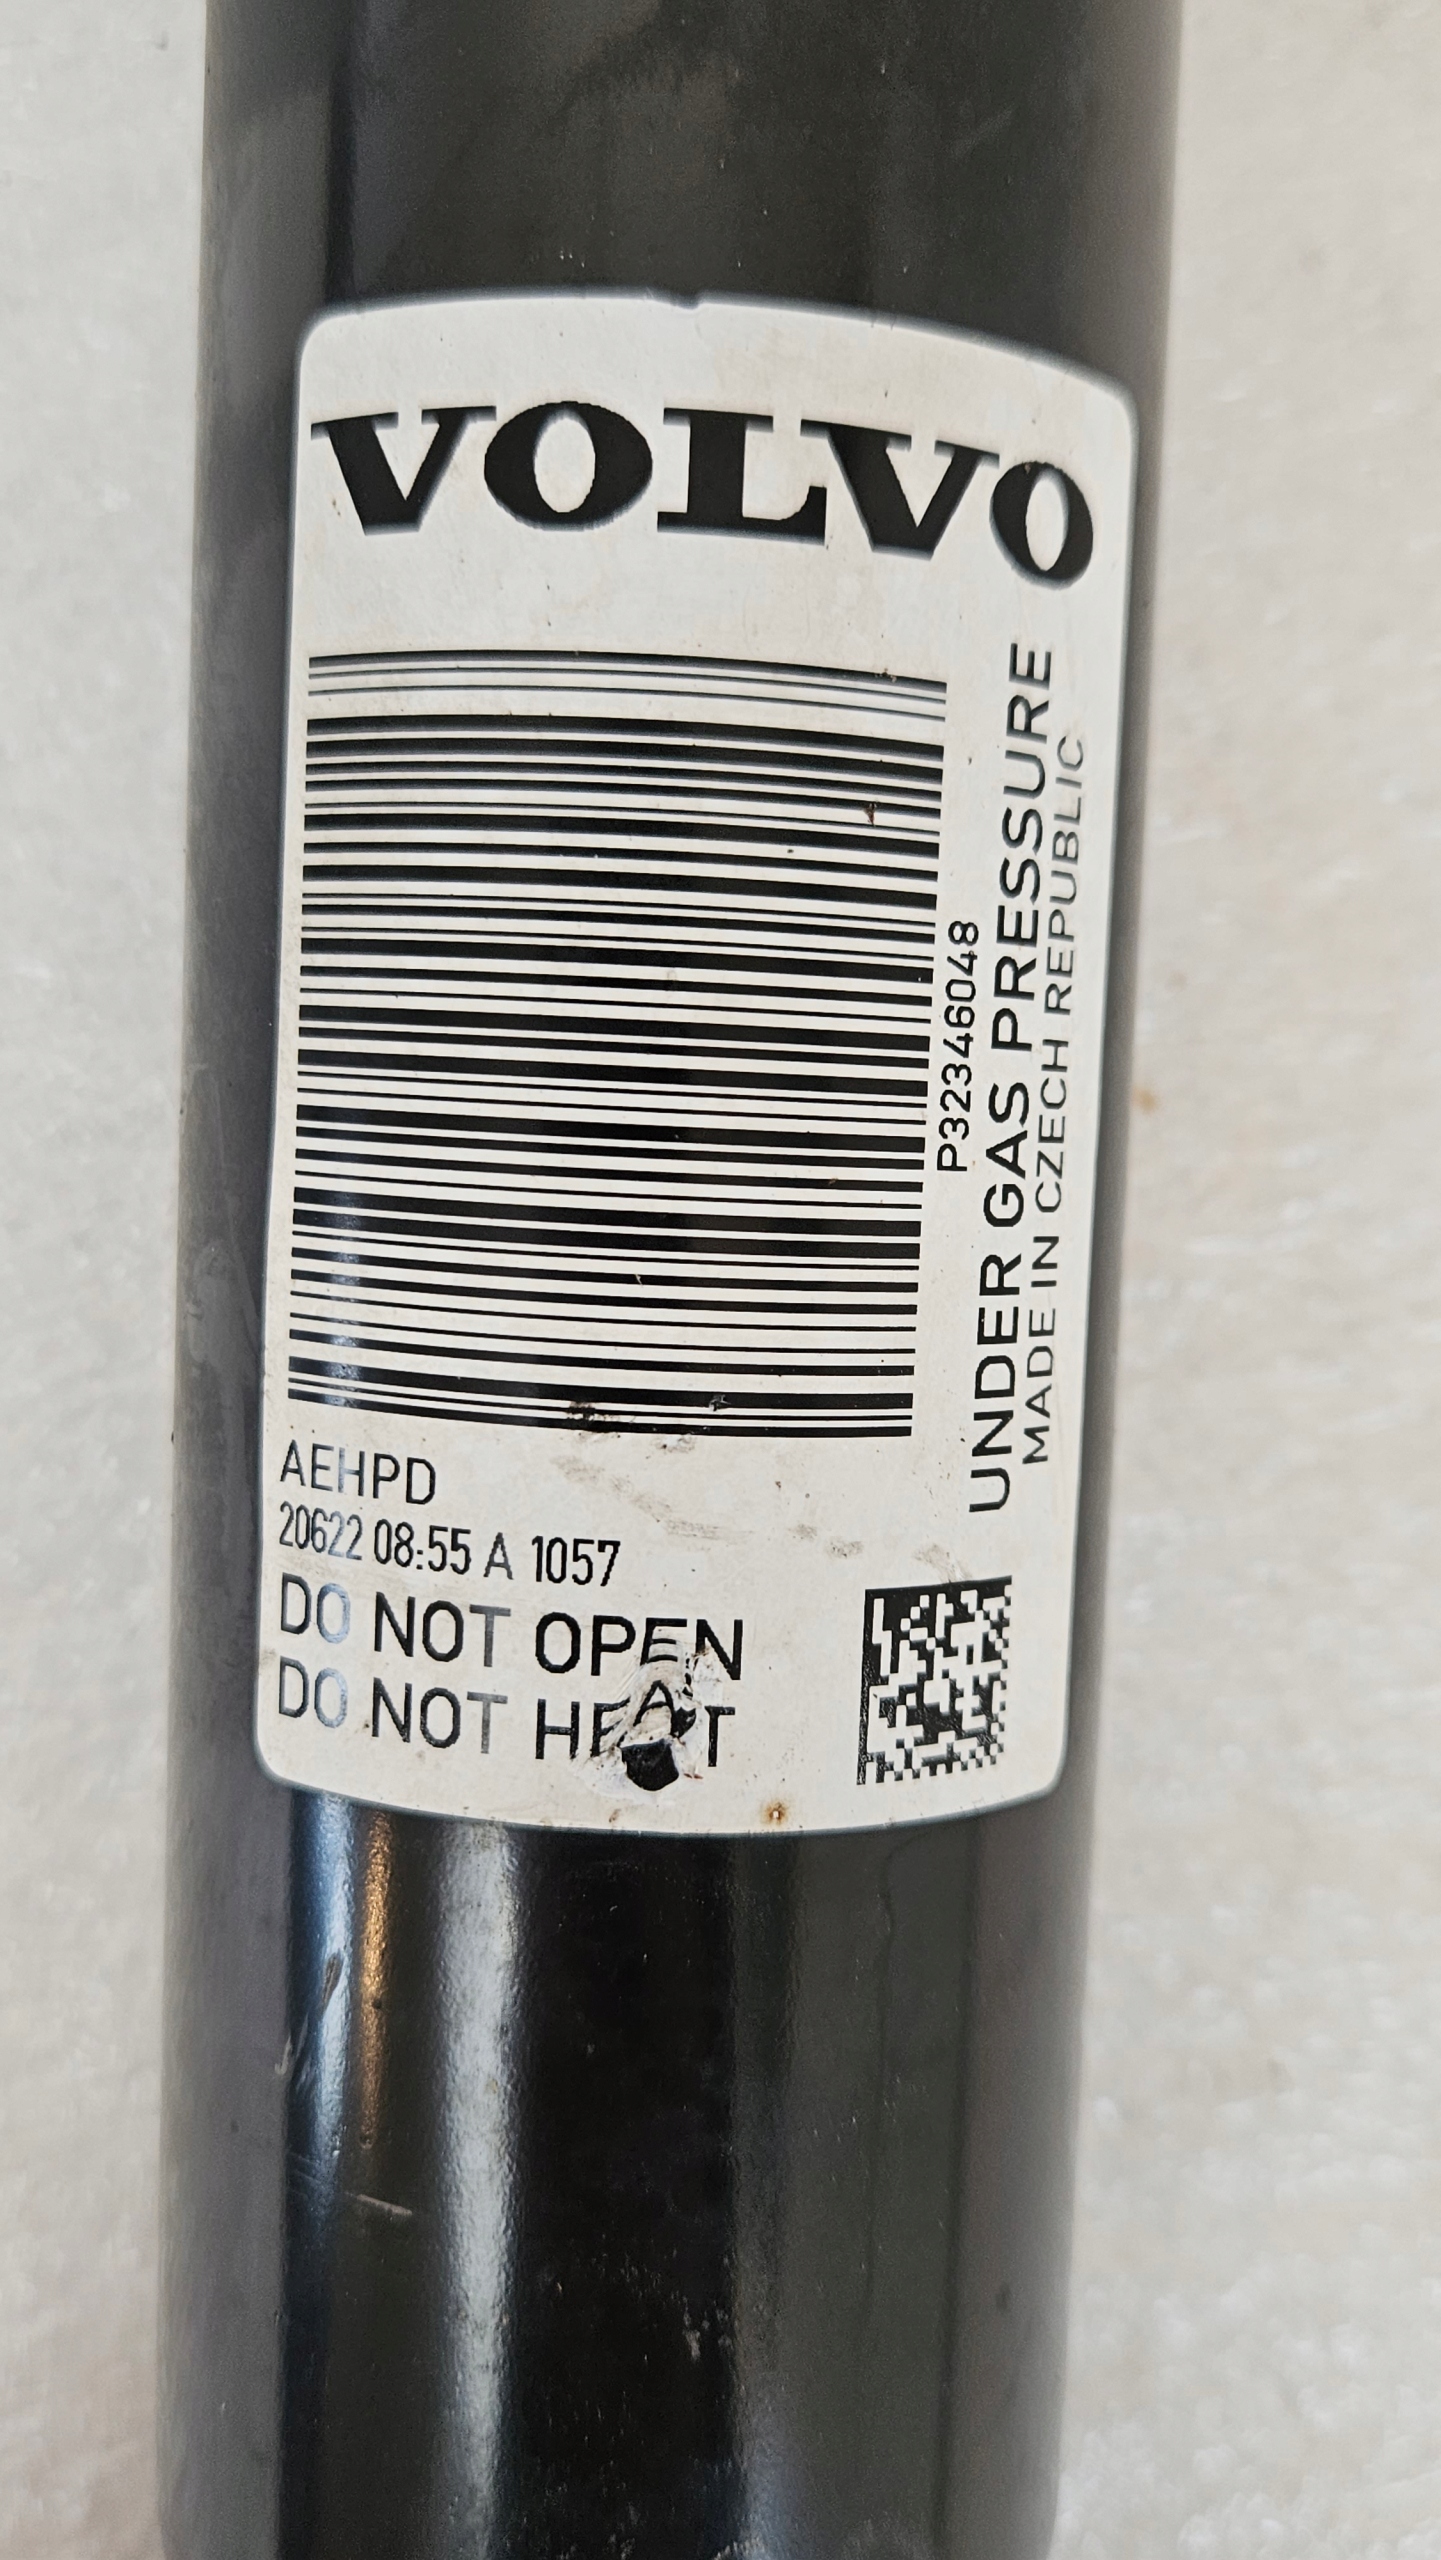 VOLVO
P32346048
UNDER GAS PRESSURE
MADE IN CZECH REPUBLIC
AEHPD
20622 08:55 A 1057
DO NOT OPEN
DO NOT HEAT